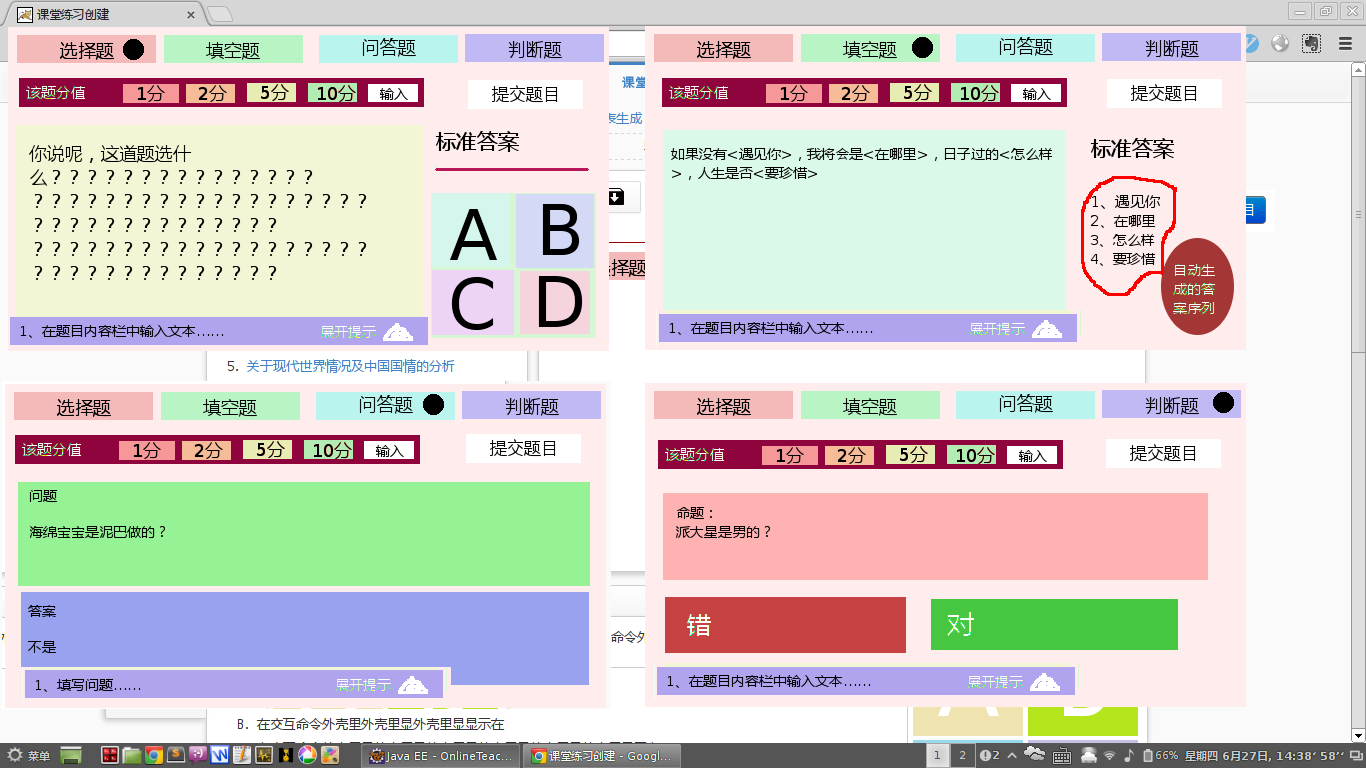 课堂练习创建
选择题
填空题
问答题
判断题
该题分值
1分
2分
5分
10分
输入
提交题目
你说呢，这道题选什
么？？？？？？？？？？？？？？？
？？？？？？？？？？？？？？？？？？？
？？？？？？？？？？？？？？
？？？？？？？？？？？？？？？？？？？
？？？？？？？？？？？？？？
标准答案
A
B
C
D
1、在题目内容栏中输入文本……
展开提示
选择题
填空题
问答题
判断题
该题分值
1分
2分
5分
10分
输入
提交题目
如果没有<遇见你>，我将会是<在哪里>，日子过的<怎么样
>，人生是否<要珍惜>
标准答案
1、遇见你
2、在哪里
3、怎么样
4、要珍惜
自动生
成的答
案序列
1、在题目内容栏中输入文本……
展开提示
课堂
生成
择题
5. 关于现代世界情况及中国国情的分析
选择题
填空题
问答题
判断题
该题分值
1分
2分
5分
10分
输入
提交题目
问题
海绵宝宝是泥巴做的？
答案
不是
1、填写问题……
展开提示
选择题
填空题
问答题
判断题
该题分值
1分
2分
5分
10分
输入
提交题目
命题：
派大星是男的？
错
对
1、在题目内容栏中输入文本……
展开提示
命令外
B. 在交互命令外壳里外壳里显外壳里显显示在
菜单
Java EE - OnlineTeac...
课堂练习创建 - Googl...
1
2
2
66%
星期四 6月27日, 14:38‘ 58‘‘